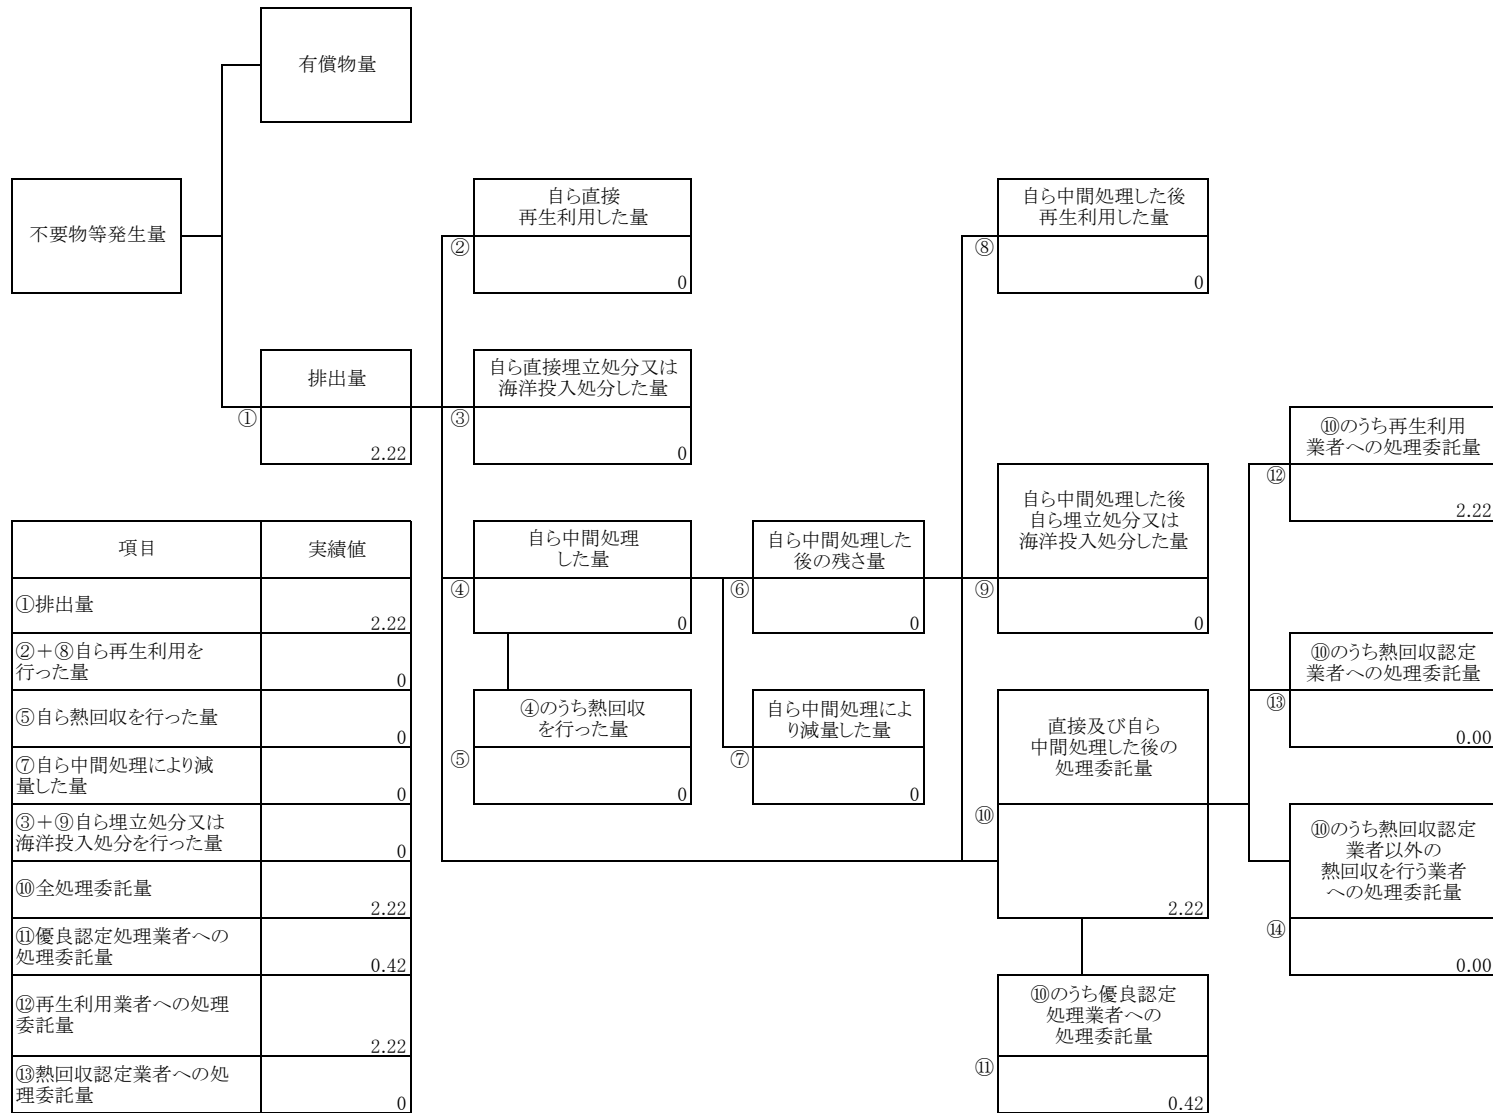 有償物量
不要物等発生量
自ら直接
再生利用した量
②
0
自ら中間処理した後
再生利用した量
⑧
0
排出量
①
2.22
自ら直接埋立処分又は
海洋投入処分した量
③
0
⑩のうち再生利用
業者への処理委託量
⑫
2.22
自ら中間処理
した量
④
0
自ら中間処理した
後の残さ量
⑥
0
自ら中間処理した後
自ら埋立処分又は
海洋投入処分した量
⑨
0
⑩のうち熱回収認定
業者への処理委託量
⑬
0.00
④のうち熱回収
を行った量
⑤
0
自ら中間処理によ
り減量した量
⑦
0
直接及び自ら
中間処理した後の
処理委託量
⑩
2.22
⑩のうち熱回収認定
業者以外の
熱回収を行う業者
への処理委託量
⑭
0.00
⑩のうち優良認定
処理業者への
処理委託量
⑪
0.42
項目 実績値
①排出量
2.22
②+⑧自ら再生利用を
行った量
0
⑤自ら熱回収を行った量
0
⑦自ら中間処理により減
量した量
0
③+⑨自ら埋立処分又は
海洋投入処分を行った量
0
⑩全処理委託量
2.22
⑪優良認定処理業者への
処理委託量
0.42
⑫再生利用業者への処理
委託量
2.22
⑬熱回収認定業者への処
理委託量
0